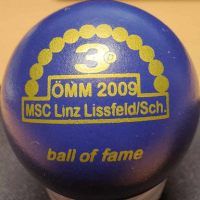 3
ÖMM 2009
MSC Linz Lissfeld/Sch.
ball of fame